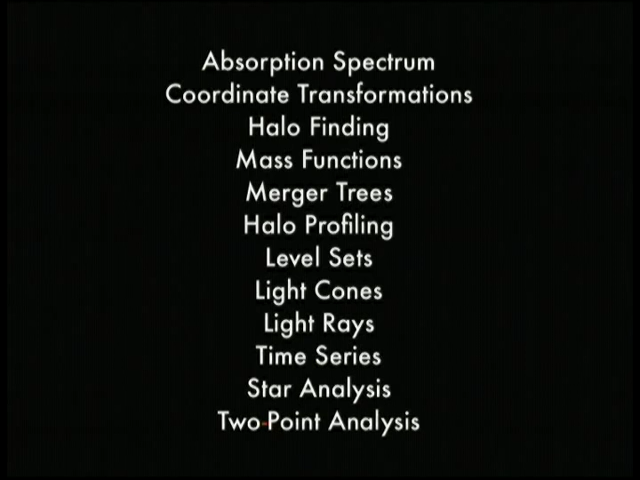 Absorption Spectrum
Coordinate Transformations
Halo Finding
Mass Functions
Merger Trees
Halo Profiling
Level Sets
Light Cones
Light Rays
Time Series
Star Analysis
Two-Point Analysis